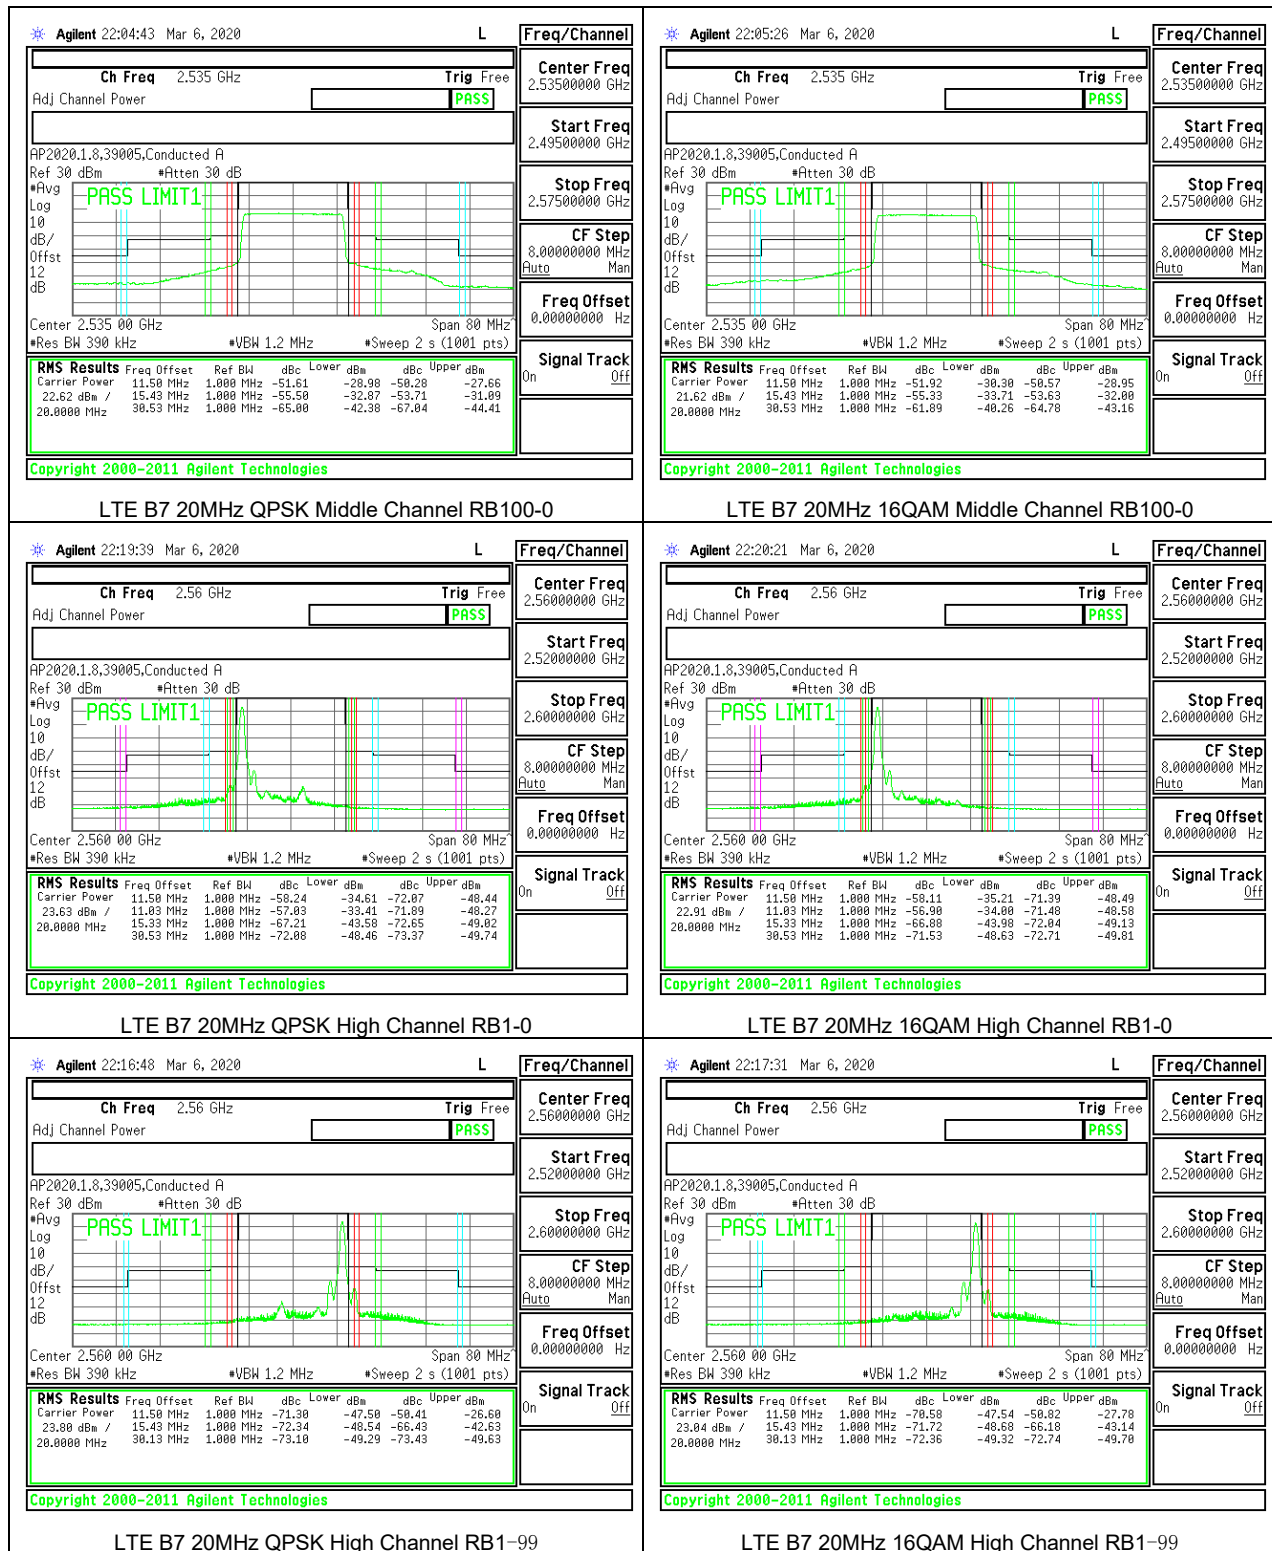 Agilent 22:04:43 Mar 6, 2020 L Freq/Channel
Ch Freq 2.535 GHz Trig Free
Adj Channel Power PASS
Center Freq
2.53500000 GHz
Start Freq
2.49500000 GHz
Stop Freq
2.57500000 GHz
CF Step
8.00000000 MHz
Auto Man
Freq Offset
0.00000000 Hz
Signal Track
On Off
AP2020.1.8,39005,Conducted A
Ref 30 dBm #Atten 30 dB
#Avg
Log
10
dB/
Offst
12
dB
PASS LIMIT1
Center 2.535 00 GHz Span 80 MHz^
#Res BW 390 kHz #VBW 1.2 MHz #Sweep 2 s (1001 pts)
RMS Results Freq Offset Ref BW dBc Lower dBm dBc Upper dBm
Carrier Power 11.50 MHz 1.000 MHz -51.61 -28.98 -50.28 -27.66
22.62 dBm / 15.43 MHz 1.000 MHz -55.50 -32.87 -53.71 -31.09
20.0000 MHz 30.53 MHz 1.000 MHz -65.00 -42.38 -67.04 -44.41
Copyright 2000-2011 Agilent Technologies
LTE B7 20MHz QPSK Middle Channel RB100-0
Agilent 22:05:26 Mar 6, 2020 L Freq/Channel
Ch Freq 2.535 GHz Trig Free
Adj Channel Power PASS
Center Freq
2.53500000 GHz
Start Freq
2.49500000 GHz
Stop Freq
2.57500000 GHz
CF Step
8.00000000 MHz
Auto Man
Freq Offset
0.00000000 Hz
Signal Track
On Off
AP2020.1.8,39005,Conducted A
Ref 30 dBm #Atten 30 dB
#Avg
Log
10
dB/
Offst
12
dB
PASS LIMIT1
Center 2.535 00 GHz Span 80 MHz^
#Res BW 390 kHz #VBW 1.2 MHz #Sweep 2 s (1001 pts)
RMS Results Freq Offset Ref BW dBc Lower dBm dBc Upper dBm
Carrier Power 11.50 MHz 1.000 MHz -51.92 -30.30 -50.57 -28.95
21.62 dBm / 15.43 MHz 1.000 MHz -55.33 -33.71 -53.63 -32.00
20.0000 MHz 30.53 MHz 1.000 MHz -61.89 -40.26 -64.78 -43.16
Copyright 2000-2011 Agilent Technologies
LTE B7 20MHz 16QAM Middle Channel RB100-0
Agilent 22:19:39 Mar 6, 2020 L Freq/Channel
Ch Freq 2.56 GHz Trig Free
Adj Channel Power PASS
Center Freq
2.56000000 GHz
Start Freq
2.52000000 GHz
Stop Freq
2.60000000 GHz
CF Step
8.00000000 MHz
Auto Man
Freq Offset
0.00000000 Hz
Signal Track
On Off
AP2020.1.8,39005,Conducted A
Ref 30 dBm #Atten 30 dB
#Avg
Log
10
dB/
Offst
12
dB
PASS LIMIT1
Center 2.560 00 GHz Span 80 MHz^
#Res BW 390 kHz #VBW 1.2 MHz #Sweep 2 s (1001 pts)
RMS Results Freq Offset Ref BW dBc Lower dBm dBc Upper dBm
Carrier Power 11.50 MHz 1.000 MHz -58.24 -34.61 -72.07 -48.44
23.63 dBm / 11.03 MHz 1.000 MHz -57.03 -33.41 -71.89 -48.27
20.0000 MHz 15.33 MHz 1.000 MHz -67.21 -43.58 -72.65 -49.02
30.53 MHz 1.000 MHz -72.08 -48.46 -73.37 -49.74
Copyright 2000-2011 Agilent Technologies
LTE B7 20MHz QPSK High Channel RB1-0
Agilent 22:20:21 Mar 6, 2020 L Freq/Channel
Ch Freq 2.56 GHz Trig Free
Adj Channel Power PASS
Center Freq
2.56000000 GHz
Start Freq
2.52000000 GHz
Stop Freq
2.60000000 GHz
CF Step
8.00000000 MHz
Auto Man
Freq Offset
0.00000000 Hz
Signal Track
On Off
AP2020.1.8,39005,Conducted A
Ref 30 dBm #Atten 30 dB
#Avg
Log
10
dB/
Offst
12
dB
PASS LIMIT1
Center 2.560 00 GHz Span 80 MHz^
#Res BW 390 kHz #VBW 1.2 MHz #Sweep 2 s (1001 pts)
RMS Results Freq Offset Ref BW dBc Lower dBm dBc Upper dBm
Carrier Power 11.50 MHz 1.000 MHz -58.11 -35.21 -71.39 -48.49
22.91 dBm / 11.03 MHz 1.000 MHz -56.90 -34.00 -71.48 -48.58
20.0000 MHz 15.33 MHz 1.000 MHz -66.88 -43.98 -72.04 -49.13
30.53 MHz 1.000 MHz -71.53 -48.63 -72.71 -49.81
Copyright 2000-2011 Agilent Technologies
LTE B7 20MHz 16QAM High Channel RB1-0
Agilent 22:16:48 Mar 6, 2020 L Freq/Channel
Ch Freq 2.56 GHz Trig Free
Adj Channel Power PASS
Center Freq
2.56000000 GHz
Start Freq
2.52000000 GHz
Stop Freq
2.60000000 GHz
CF Step
8.00000000 MHz
Auto Man
Freq Offset
0.00000000 Hz
Signal Track
On Off
AP2020.1.8,39005,Conducted A
Ref 30 dBm #Atten 30 dB
#Avg
Log
10
dB/
Offst
12
dB
PASS LIMIT1
Center 2.560 00 GHz Span 80 MHz^
#Res BW 390 kHz #VBW 1.2 MHz #Sweep 2 s (1001 pts)
RMS Results Freq Offset Ref BW dBc Lower dBm dBc Upper dBm
Carrier Power 11.50 MHz 1.000 MHz -71.30 -47.50 -50.41 -26.60
23.80 dBm / 15.43 MHz 1.000 MHz -72.34 -48.54 -66.43 -42.63
20.0000 MHz 30.13 MHz 1.000 MHz -73.10 -49.29 -73.43 -49.63
Copyright 2000-2011 Agilent Technologies
LTE B7 20MHz QPSK High Channel RB1-99
Agilent 22:17:31 Mar 6, 2020 L Freq/Channel
Ch Freq 2.56 GHz Trig Free
Adj Channel Power PASS
Center Freq
2.56000000 GHz
Start Freq
2.52000000 GHz
Stop Freq
2.60000000 GHz
CF Step
8.00000000 MHz
Auto Man
Freq Offset
0.00000000 Hz
Signal Track
On Off
AP2020.1.8,39005,Conducted A
Ref 30 dBm #Atten 30 dB
#Avg
Log
10
dB/
Offst
12
dB
PASS LIMIT1
Center 2.560 00 GHz Span 80 MHz^
#Res BW 390 kHz #VBW 1.2 MHz #Sweep 2 s (1001 pts)
RMS Results Freq Offset Ref BW dBc Lower dBm dBc Upper dBm
Carrier Power 11.50 MHz 1.000 MHz -70.58 -47.54 -50.82 -27.78
23.04 dBm / 15.43 MHz 1.000 MHz -71.72 -48.68 -66.18 -43.14
20.0000 MHz 30.13 MHz 1.000 MHz -72.36 -49.32 -72.74 -49.70
Copyright 2000-2011 Agilent Technologies
LTE B7 20MHz 16QAM High Channel RB1-99